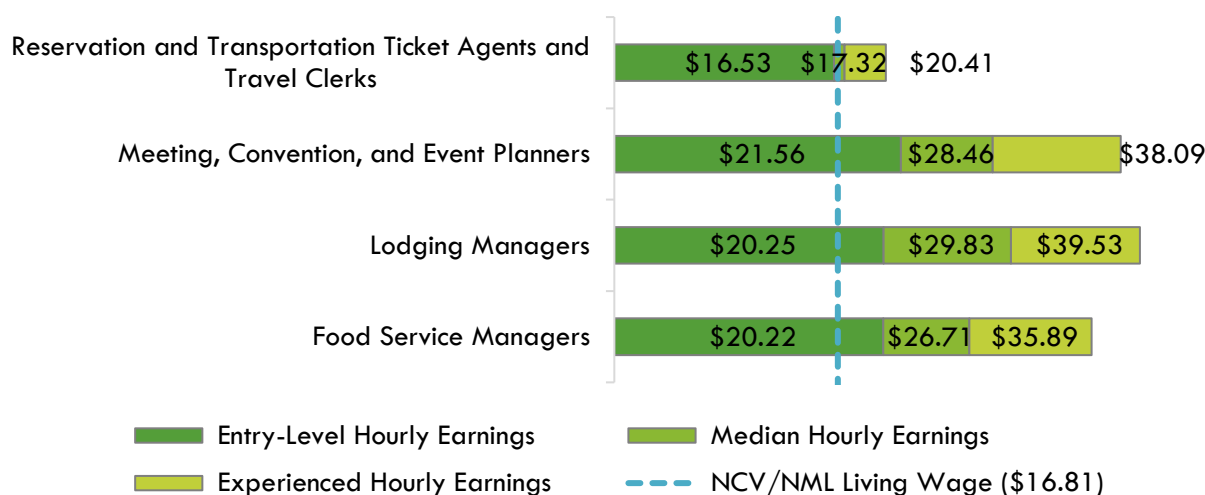 Reservation and Transportation Ticket Agents and
Travel Clerks
$16.53 $17.32 $20.41
Meeting, Convention, and Event Planners
$21.56 $28.46 $38.09
Lodging Managers
$20.25 $29.83 $39.53
Food Service Managers
$20.22 $26.71 $35.89
Entry-Level Hourly Earnings
Median Hourly Earnings
Experienced Hourly Earnings
NCV/NML Living Wage ($16.81)